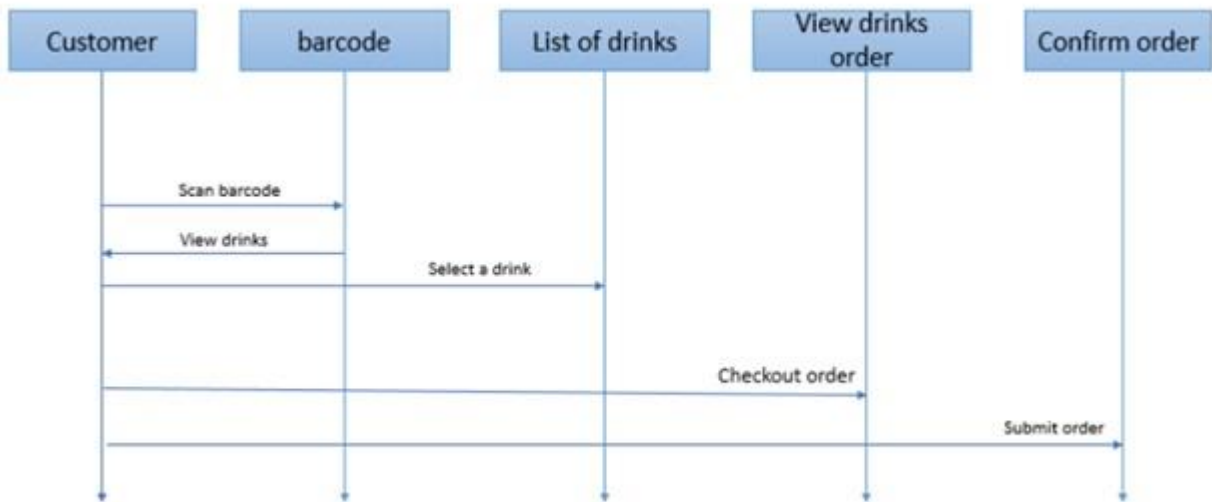 Customer
barcode
List of drinks
View drinks
order
Confirm order
Scan barcode
View drinks
Select a drink
Checkout order
Submit order